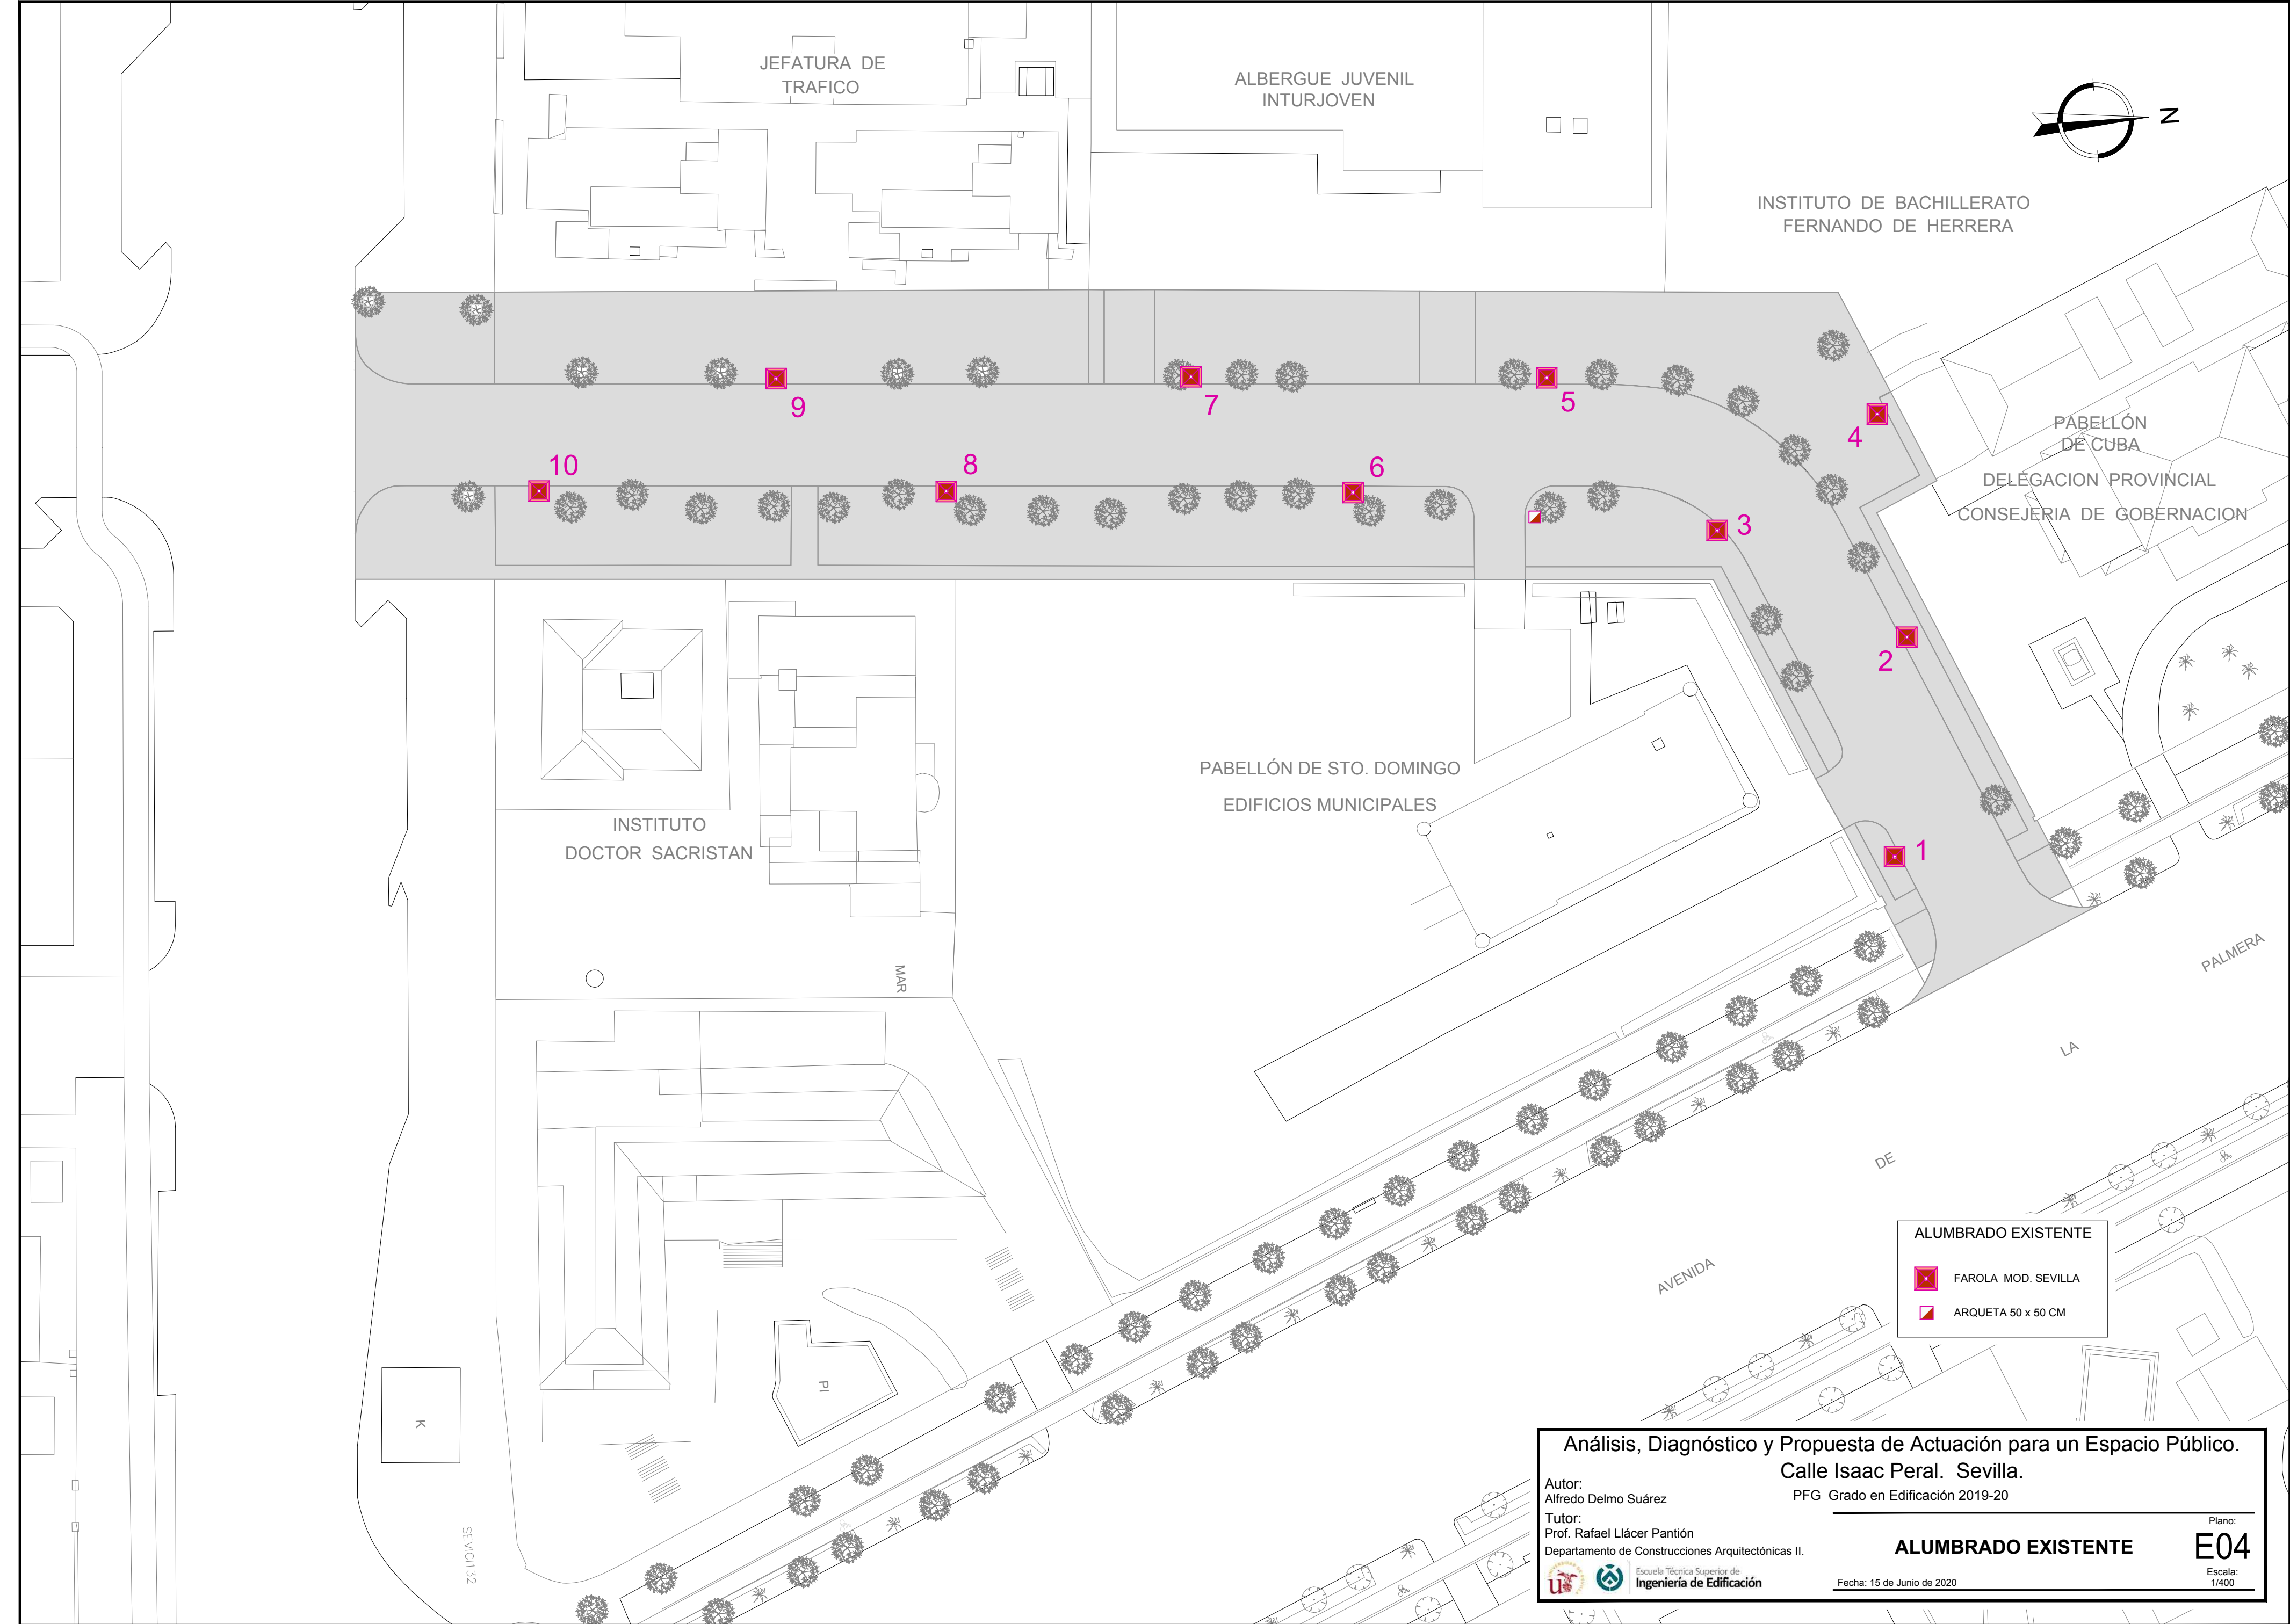 JEFATURA DE
TRAFICO
ALBERGUE JUVENIL
INTURJOVEN
N
INSTITUTO DE BACHILLERATO
FERNANDO DE HERRERA
9
7
5
4
PABELLÓN
DE CUBA
DELEGACION PROVINCIAL
CONSEJERIA DE GOBERNACION
10
8
6
3
2
1
PABELLÓN DE STO. DOMINGO
EDIFICIOS MUNICIPALES
INSTITUTO
DOCTOR SACRISTAN
MAR
PI
K
SEVICI132
AVENIDA
DE
LA
PALMERA
ALUMBRADO EXISTENTE
FAROLA MOD. SEVILLA
ARQUETA 50 x 50 CM
Análisis, Diagnóstico y Propuesta de Actuación para un Espacio Público.
Calle Isaac Peral. Sevilla.
Autor:
Alfredo Delmo Suárez
PFG Grado en Edificación 2019-20
Tutor:
Prof. Rafael Llácer Pantión
Departamento de Construcciones Arquitectónicas II.
Escuela Técnica Superior de
Ingeniería de Edificación
ALUMBRADO EXISTENTE
Fecha: 15 de Junio de 2020
Plano:
E04
Escala:
1/400